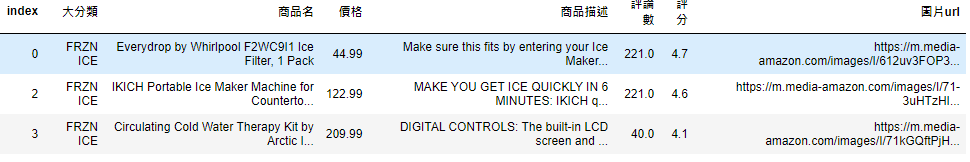 index 大分類 商品名 價格 商品描述 評論數 評分 圖片url
0 FRZN ICE Everydrop by Whirlpool F2WC9I1 Ice Filter, 1 Pack 44.99 Make sure this fits by entering your Ice Maker... 221.0 4.7 https://m.media-amazon.com/images/I/612uv3FOP3...
2 FRZN ICE IKICH Portable Ice Maker Machine for Counterto... 122.99 MAKE YOU GET ICE QUICKLY IN 6 MINUTES: IKICH q... 221.0 4.6 https://m.media-amazon.com/images/I/71-3uHTzHI...
3 FRZN ICE Circulating Cold Water Therapy Kit by Arctic I... 209.99 DIGITAL CONTROLS: The built-in LCD screen and ... 40.0 4.1 https://m.media-amazon.com/images/I/71kGQftPjH...